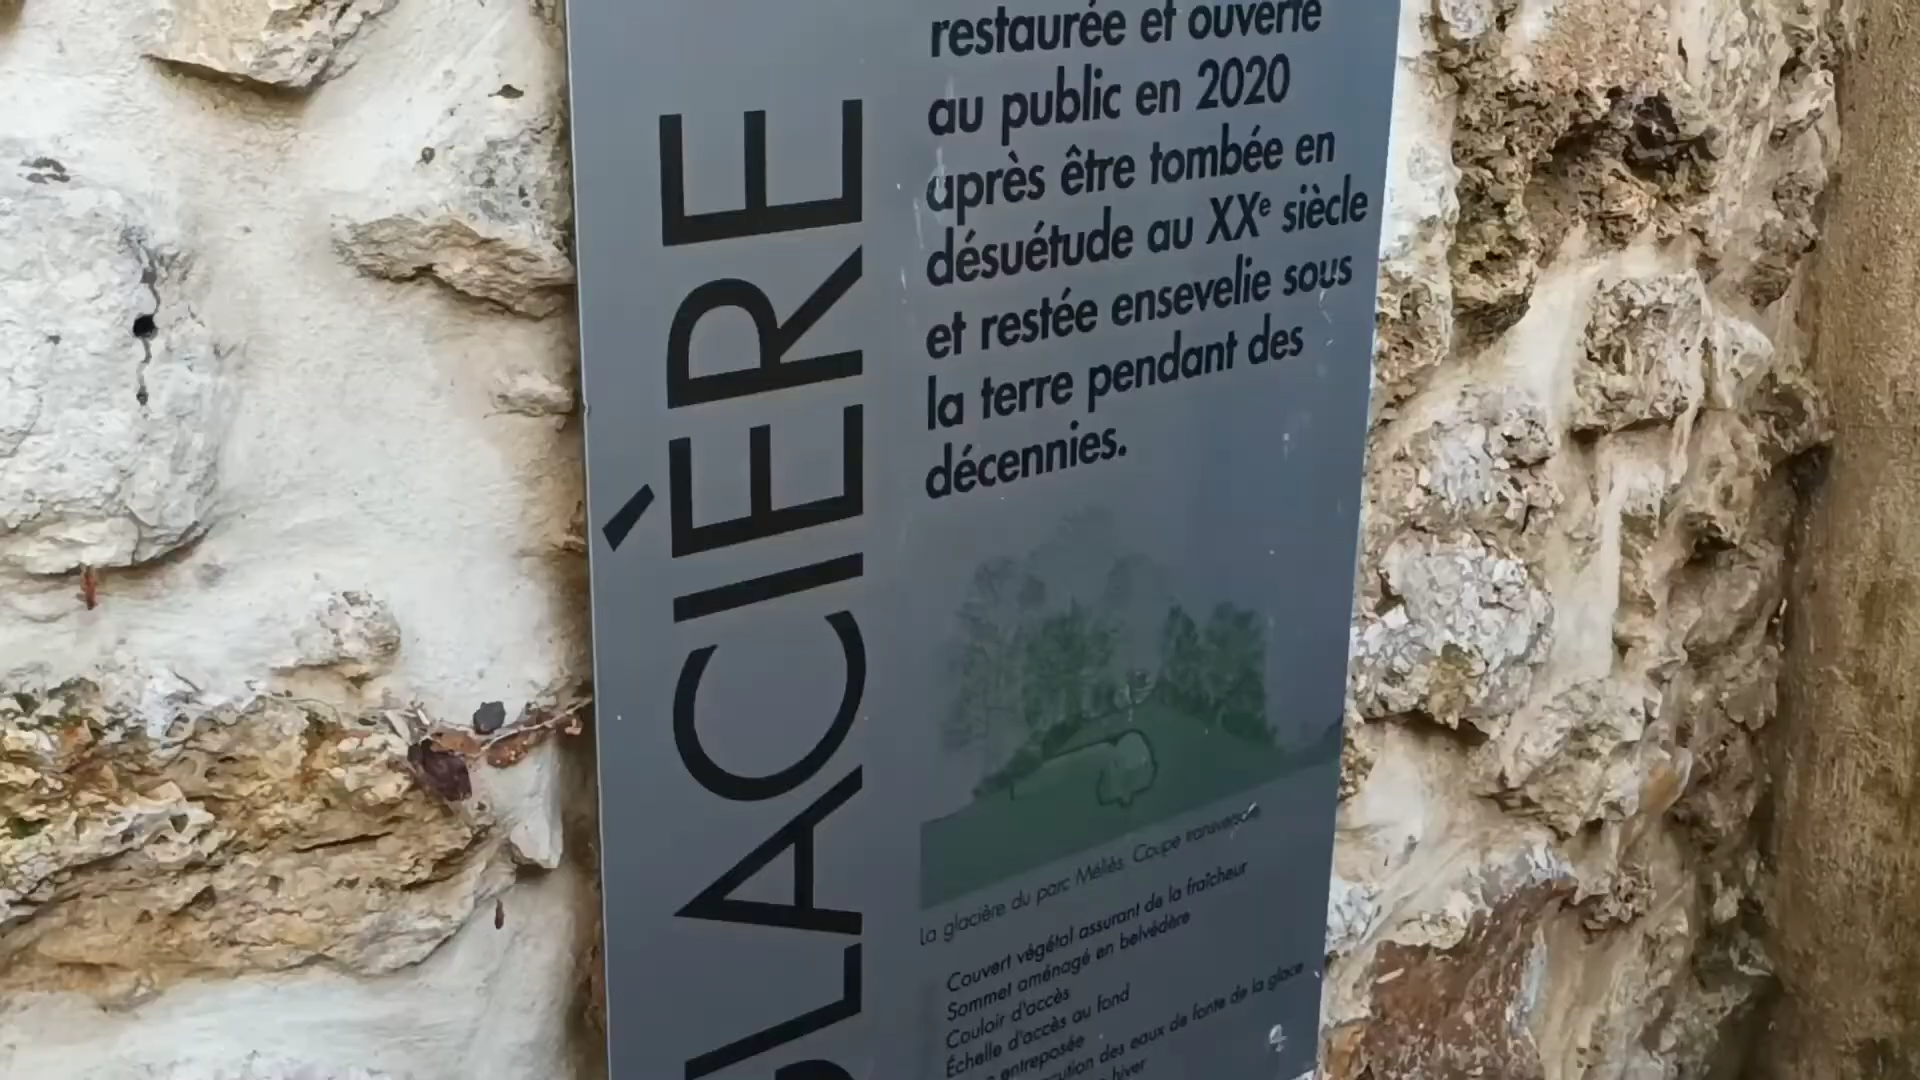 GLACIÈRE
restaurée et ouverte
au public en 2020
après être tombée en
désuétude au XXe siècle
et restée ensevelie sous
la terre pendant des
décennies.
La glacière du parc Méliès. Coupe transversale
Couvert végétal assurant de la fraîcheur
Sommet aménagé en belvédère
Couloir d'accès
Échelle d'accès au fond
entreposée
des eaux de fonte de la glace
hiver